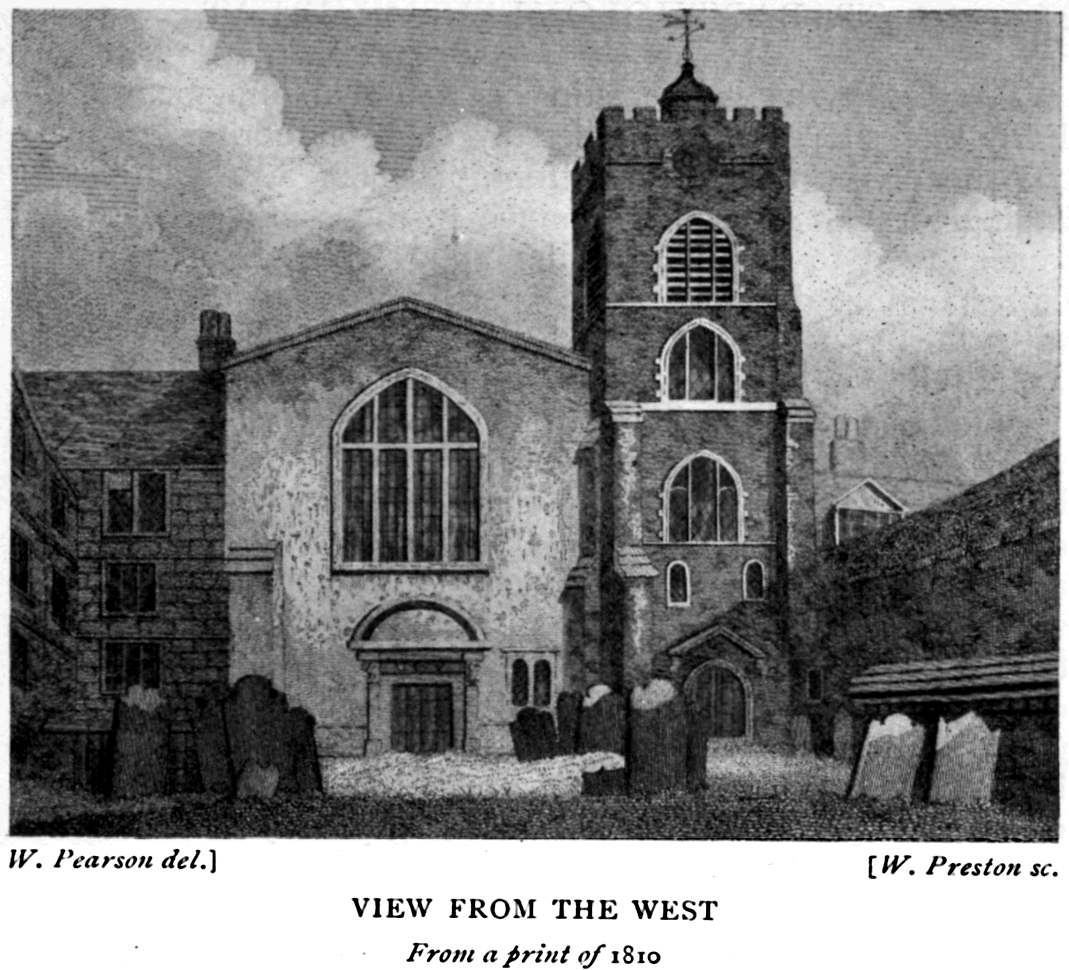 W. Pearson del.]
[W. Preston sc.
VIEW FROM THE WEST
From a print of 1810